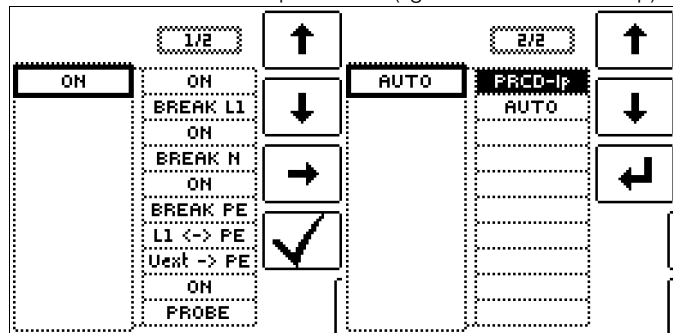 1/2
ON
ON
BREAK L1
ON
BREAK N
ON
BREAK PE
L1 <-> PE
Uext -> PE
ON
PROBE
2/2
AUTO
PRCD-Ip
AUTO